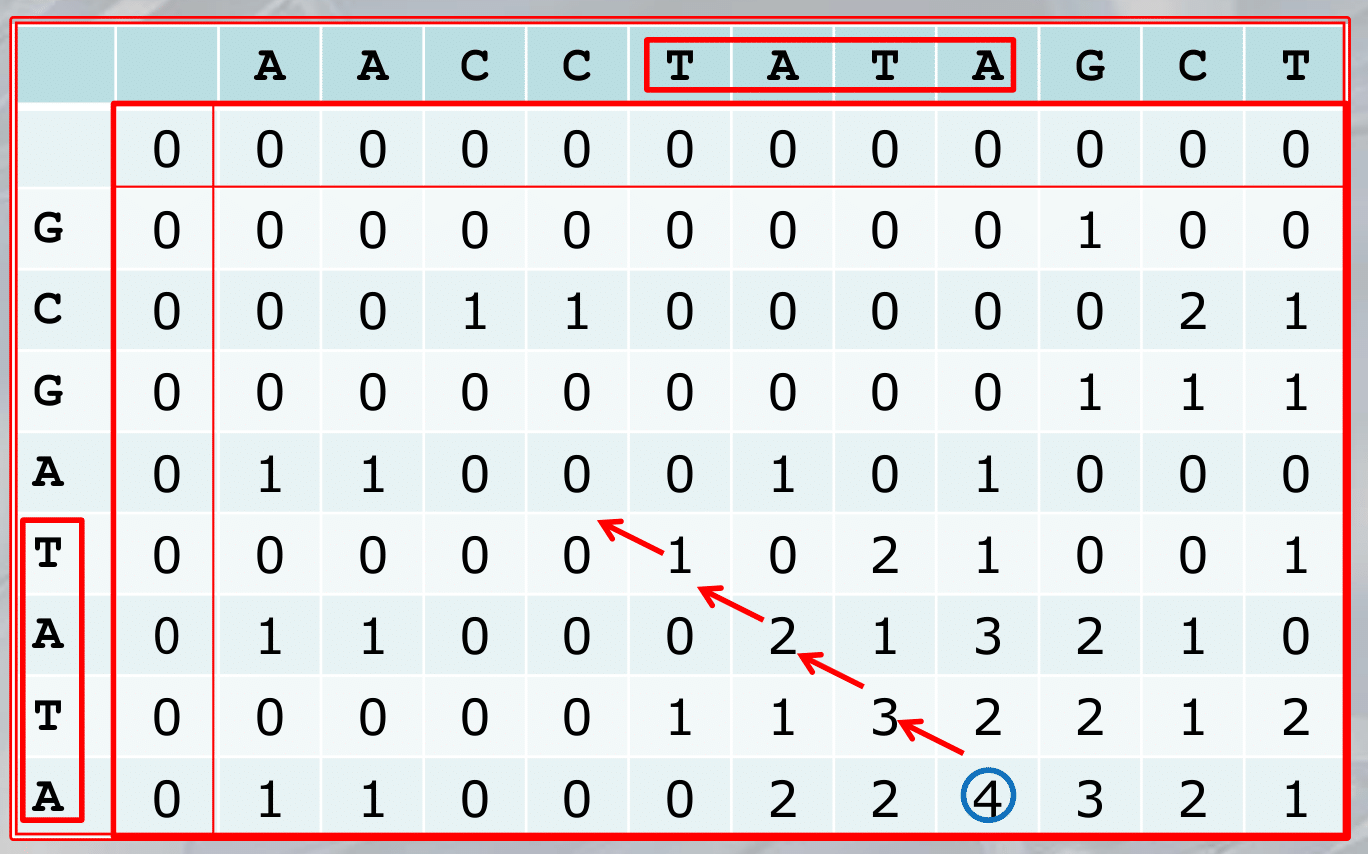 A A C C T A T A G C T
0 0 0 0 0 0 0 0 0 0 0 0
G 0 0 0 0 0 0 0 0 0 1 0 0
C 0 0 0 1 1 0 0 0 0 0 2 1
G 0 0 0 0 0 0 0 0 0 1 1 1
A 0 1 1 0 0 0 1 0 1 0 0 0
T 0 0 0 0 0 1 0 2 1 0 0 1
A 0 1 1 0 0 0 2 1 3 2 1 0
T 0 0 0 0 0 1 1 3 2 2 1 2
A 0 1 1 0 0 0 2 2 4 3 2 1